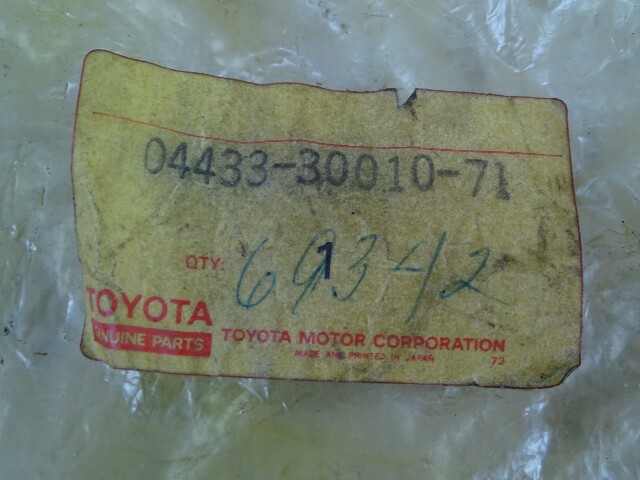 04433-30010-71
QTY. 1
69342
TOYOTA
GENUINE PARTS
TOYOTA MOTOR CORPORATION
MADE AND PRINTED IN JAPAN 73